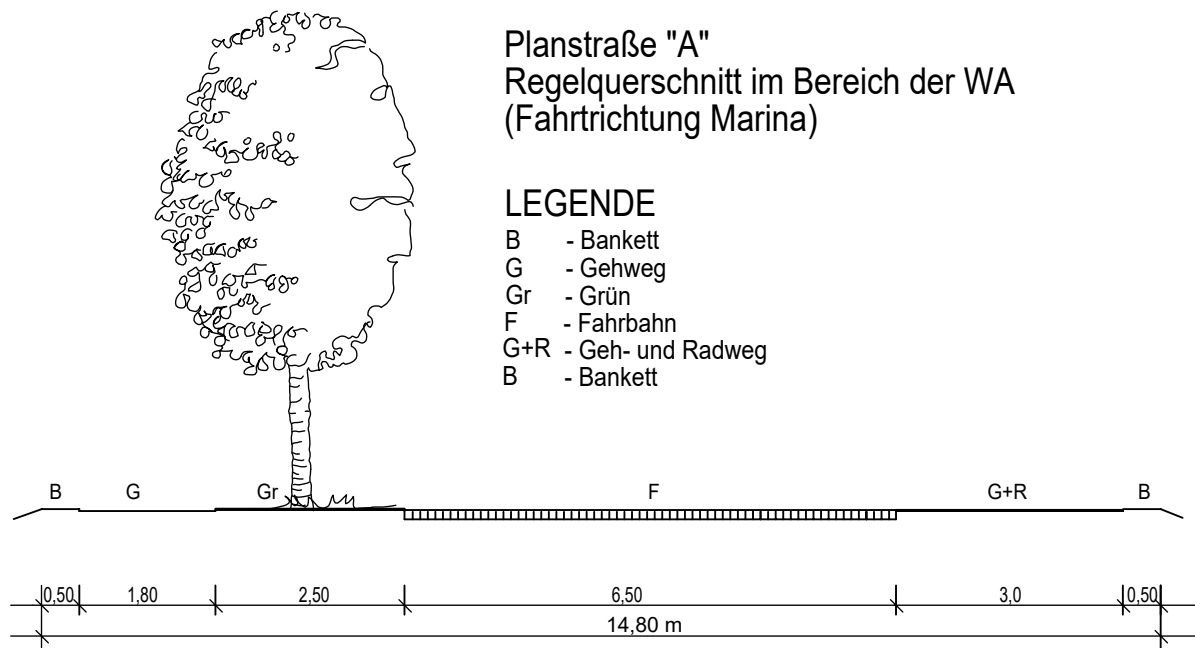 Planstraße "A"
Regelquerschnitt im Bereich der WA
(Fahrtrichtung Marina)
LEGENDE
B - Bankett
G - Gehweg
Gr - Grün
F - Fahrbahn
G+R - Geh- und Radweg
B - Bankett
B G Gr F G+R B
0,50 1,80 2,50 6,50 3,0 0,50
14,80 m